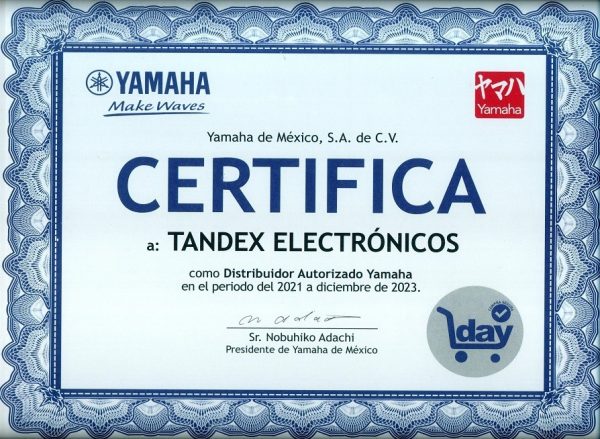 YAMAHA
Make Waves
ヤマハ
Yamaha
Yamaha de México, S.A. de C.V.
CERTIFICA
a: TANDEX ELECTRÓNICOS
como Distribuidor Autorizado Yamaha
en el periodo del 2021 a diciembre de 2023.
Sr. Nobuhiko Adachi
Presidente de Yamaha de México
1day